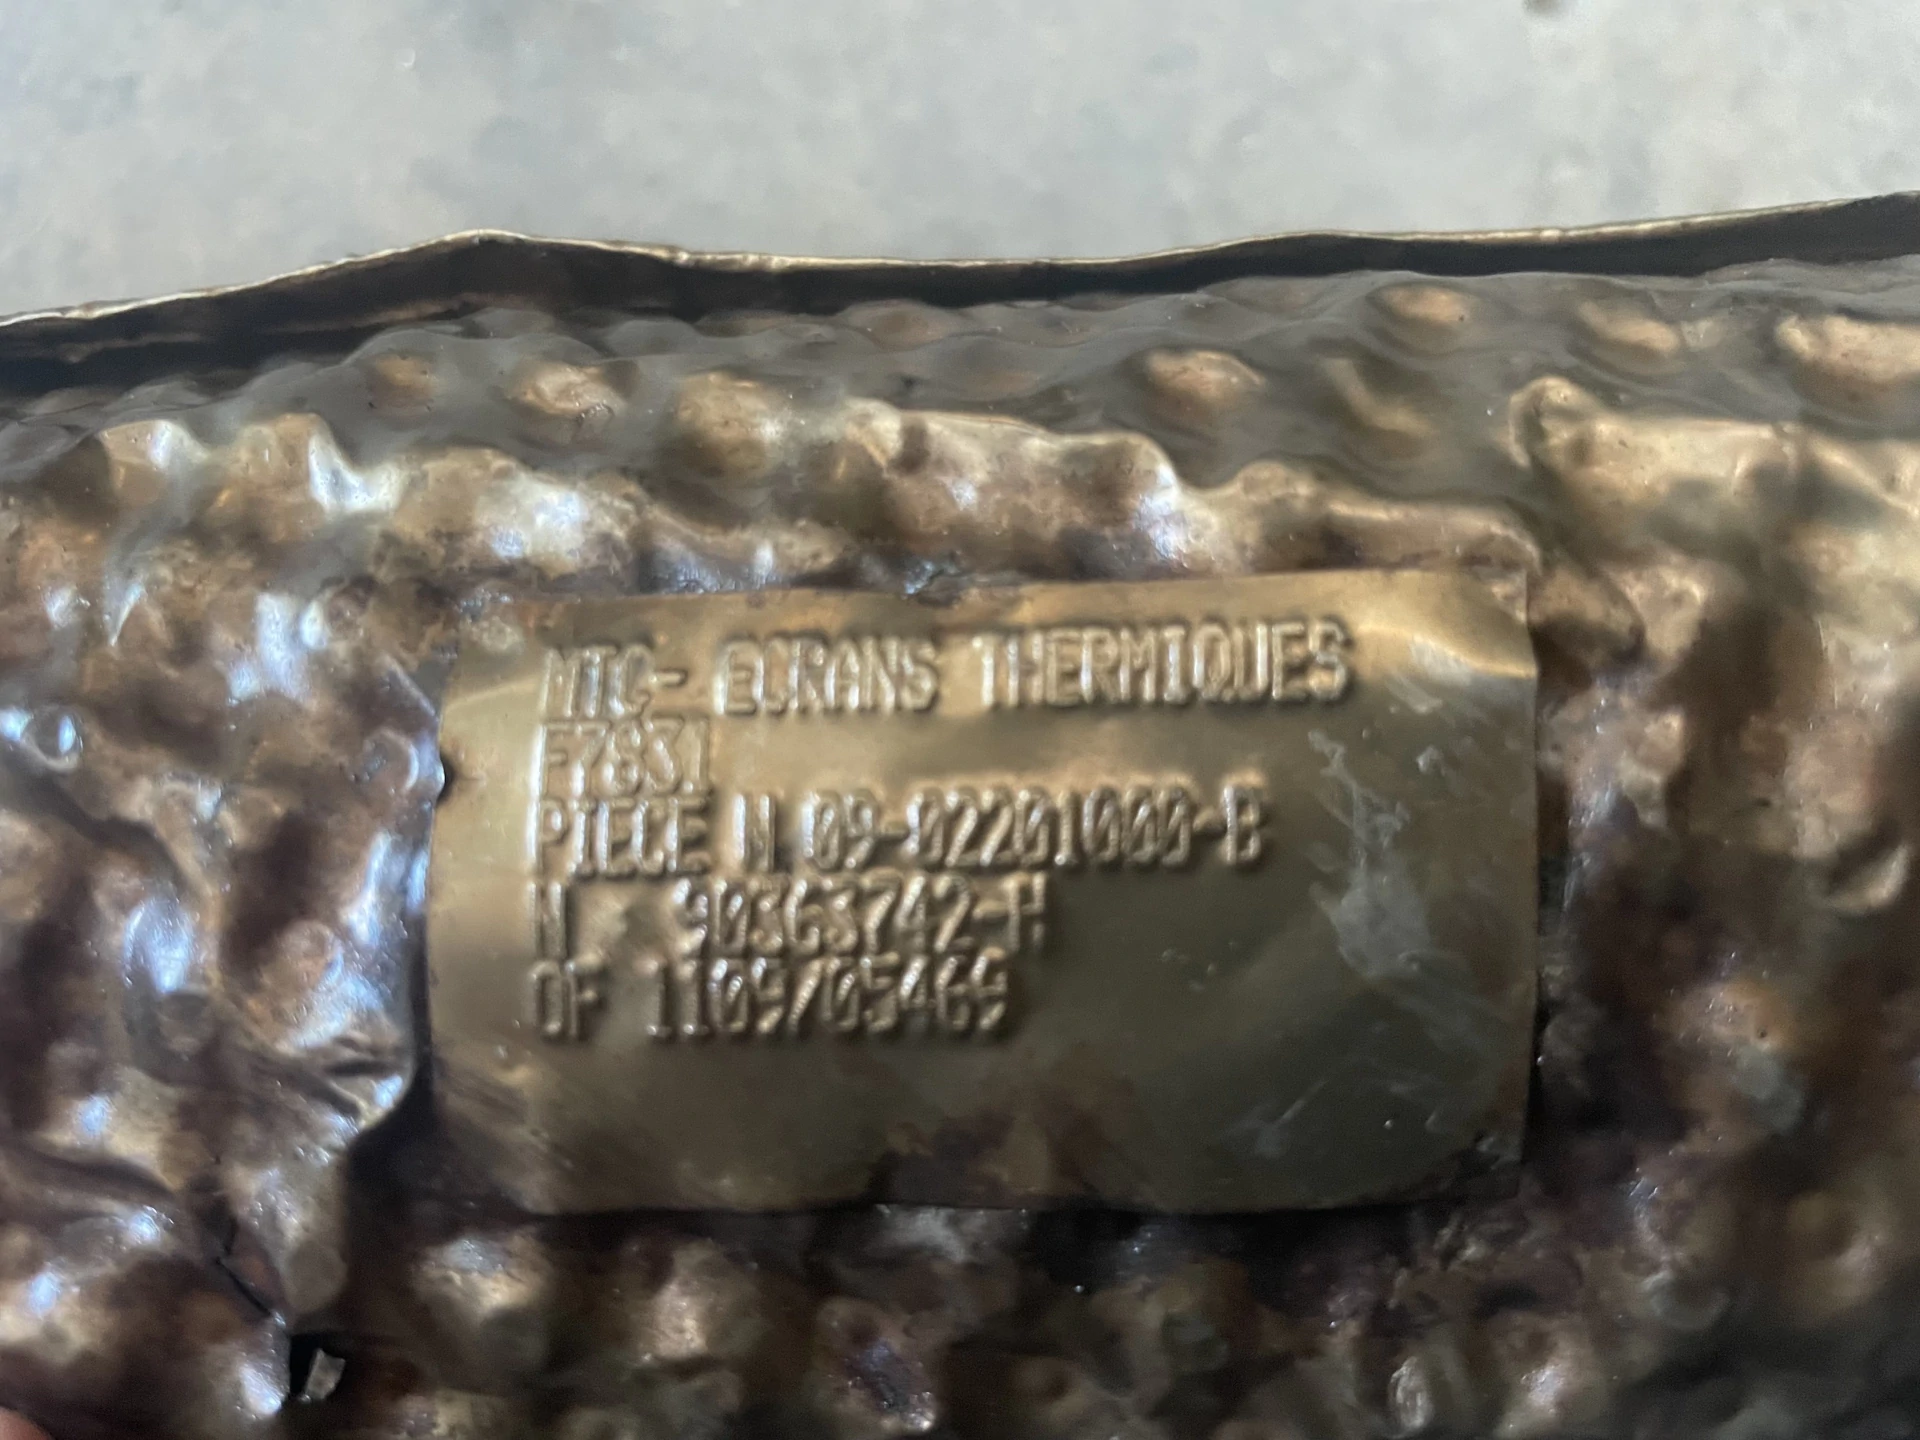 MTC- ECRANS THERMIQUES
F7831
PIECE N 09-02201000-B
N 90363742-H
OF 1109/05469